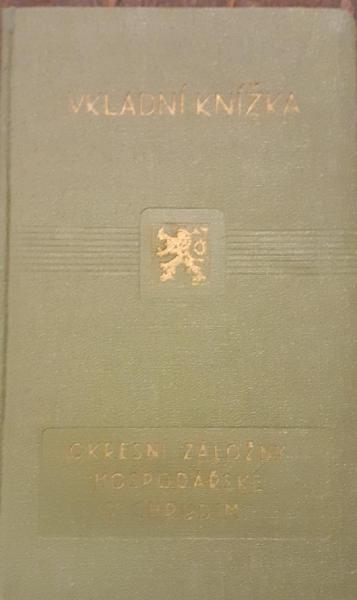 VKLADNÍ KNÍŽKA
OKRESNÍ ZÁLOŽNY
HOSPODÁŘSKÉ
V CHRUDIMI